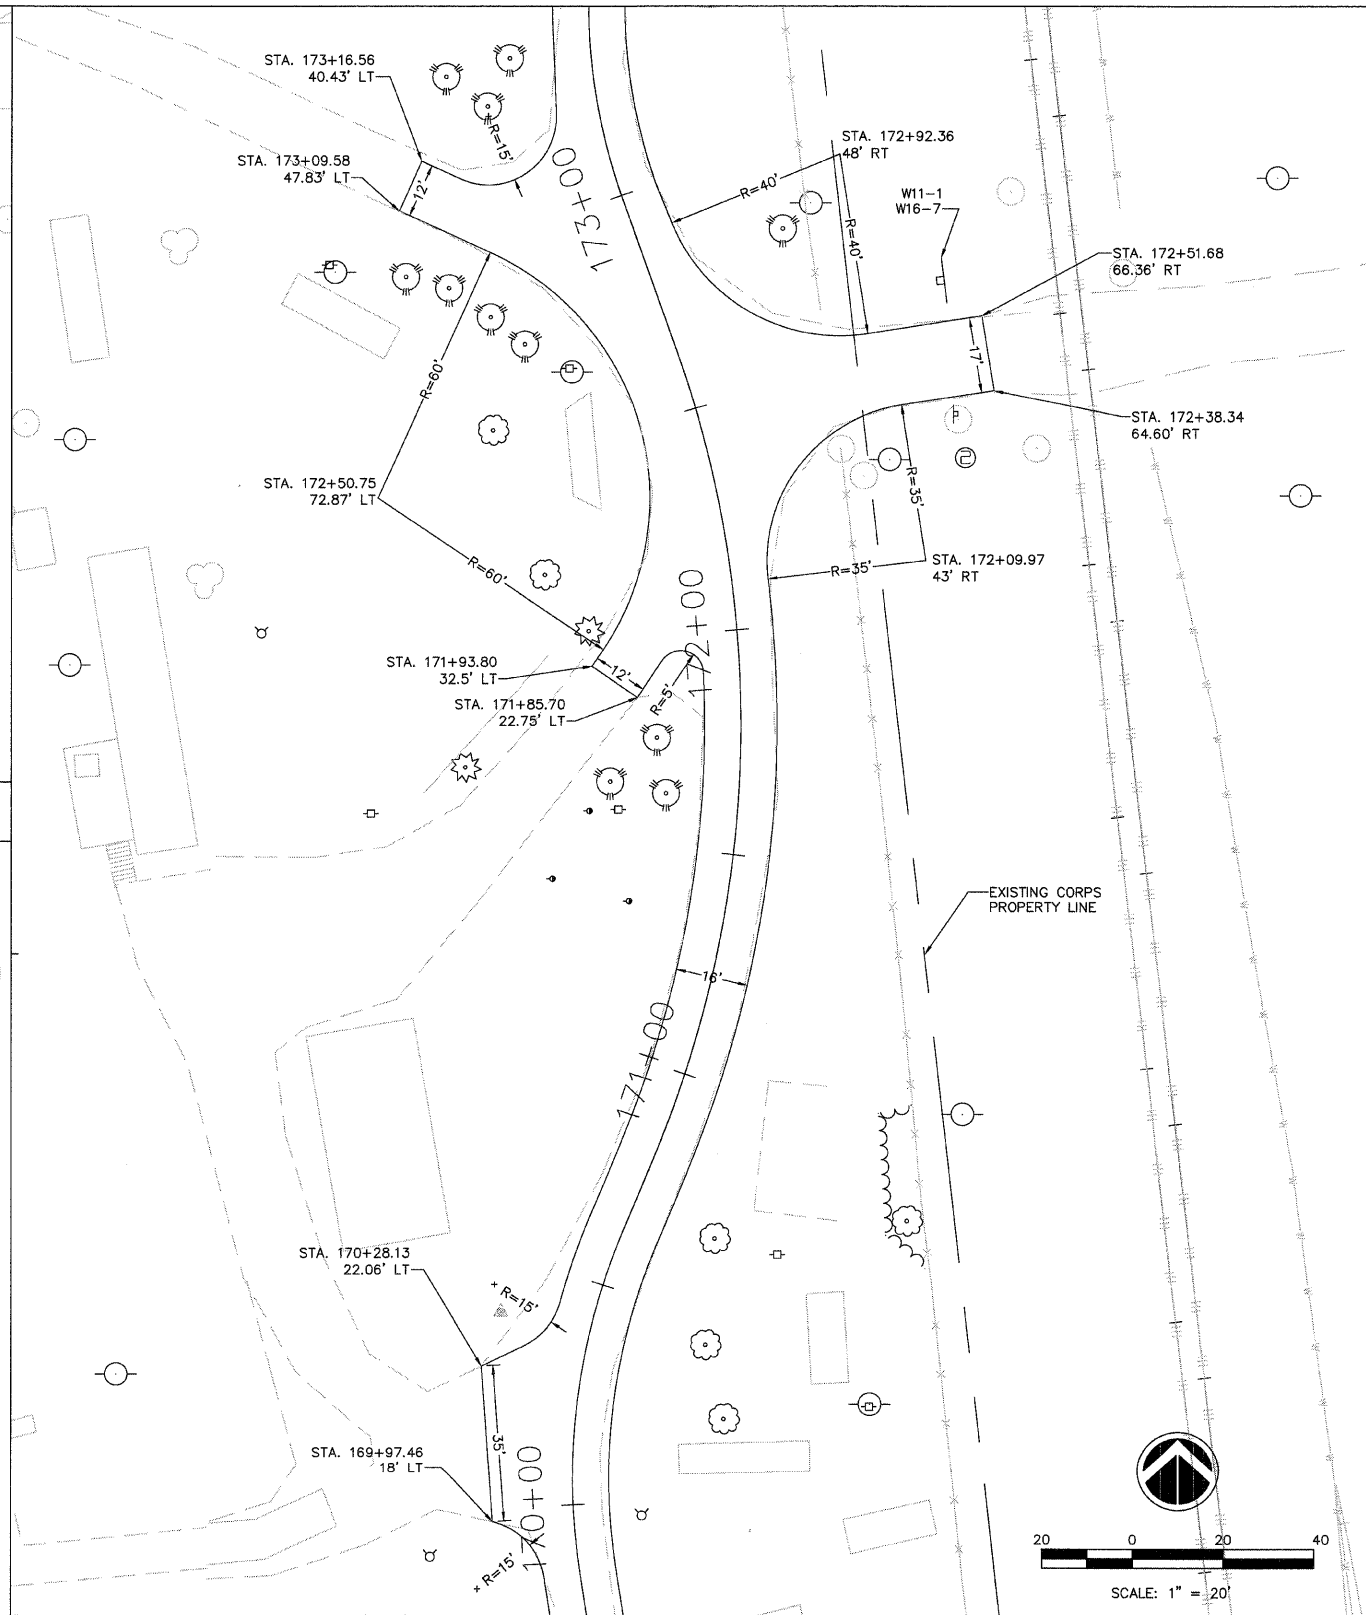 STA. 173+16.56
40.43' LT
R=15'
STA. 173+09.58
47.83' LT
12'
173+00
STA. 172+92.36
48' RT
R=40'
R=40'
W11-1
W16-7
STA. 172+51.68
66.36' RT
17'
R=60'
STA. 172+38.34
64.60' RT
STA. 172+50.75
72.87' LT
R=35'
R=60'
R=35'
STA. 172+09.97
43' RT
172+00
STA. 171+93.80
32.5' LT
12'
R=5'
STA. 171+85.70
22.75' LT
EXISTING CORPS
PROPERTY LINE
16'
171+00
STA. 170+28.13
22.06' LT
R=15'
35'
STA. 169+97.46
18' LT
170+00
R=15'
20 0 20 40
SCALE: 1" = 20'